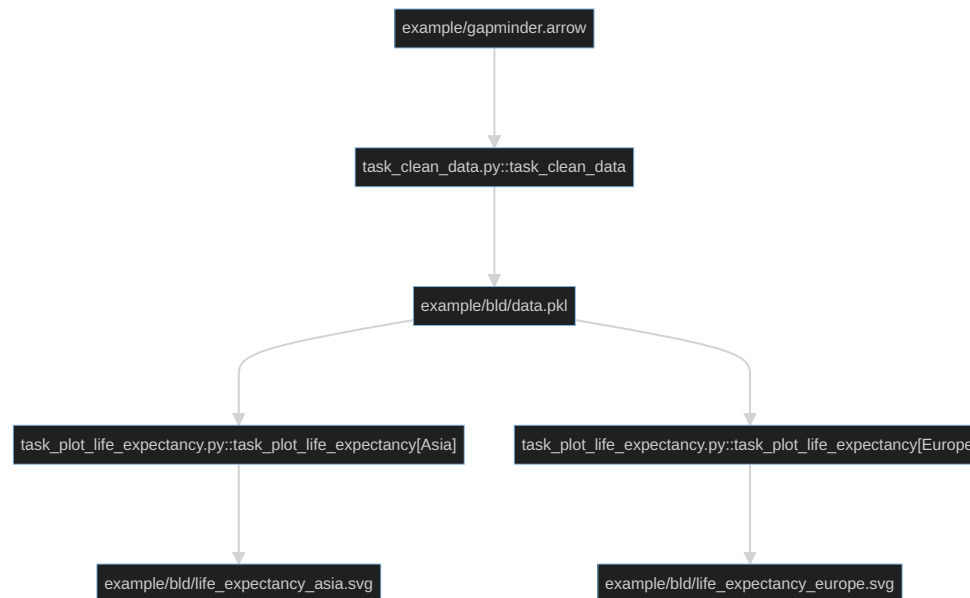 example/gapminder.arrow
task_clean_data.py::task_clean_data
example/bld/data.pkl
task_plot_life_expectancy.py::task_plot_life_expectancy[Asia]
task_plot_life_expectancy.py::task_plot_life_expectancy[Europe
example/bld/life_expectancy_asia.svg
example/bld/life_expectancy_europe.svg